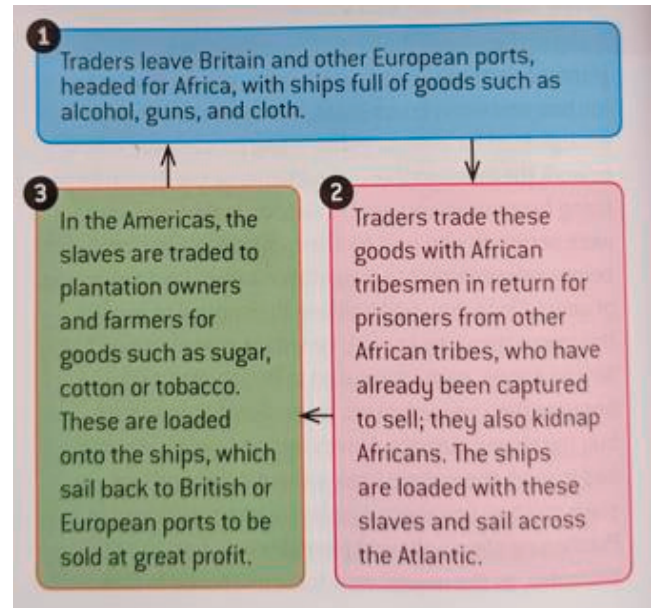 1
Traders leave Britain and other European ports,
headed for Africa, with ships full of goods such as
alcohol, guns, and cloth.
2
Traders trade these
goods with African
tribesmen in return for
prisoners from other
African tribes, who have
already been captured
to sell; they also kidnap
Africans. The ships
are loaded with these
slaves and sail across
the Atlantic.
3
In the Americas, the
slaves are traded to
plantation owners
and farmers for
goods such as sugar,
cotton or tobacco.
These are loaded
onto the ships, which
sail back to British or
European ports to be
sold at great profit.